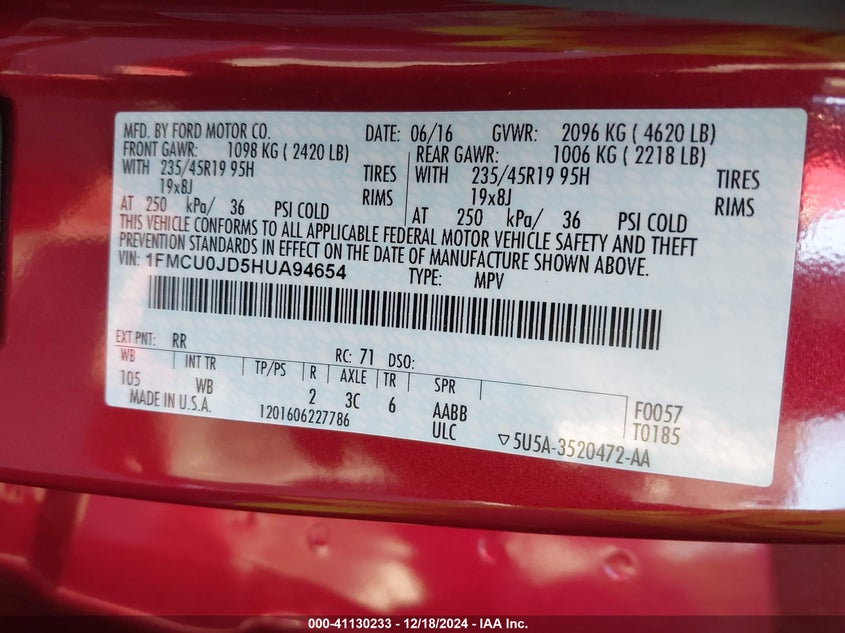 MFD. BY FORD MOTOR CO. DATE: 06/16 GVWR: 2096 KG ( 4620 LB)
FRONT GAWR: 1098 KG ( 2420 LB) REAR GAWR: 1006 KG ( 2218 LB)
WITH 235/45R19 95H TIRES WITH 235/45R19 95H TIRES
19x8J RIMS 19x8J RIMS
AT 250 kPa/ 36 PSI COLD AT 250 kPa/ 36 PSI COLD
THIS VEHICLE CONFORMS TO ALL APPLICABLE FEDERAL MOTOR VEHICLE SAFETY AND THEFT
PREVENTION STANDARDS IN EFFECT ON THE DATE OF MANUFACTURE SHOWN ABOVE.
VIN: 1FMCU0JD5HUA94654 TYPE: MPV
EXT PNT: RR RC: 71 DSO:
WB INT TR TP/PS R AXLE TR SPR
105 WB 2 3C 6 AABB F0057
MADE IN U.S.A. 1201606227786 ULC T0185
▽5U5A-3520472-AA
000-41130233 - 12/18/2024 - IAA Inc.